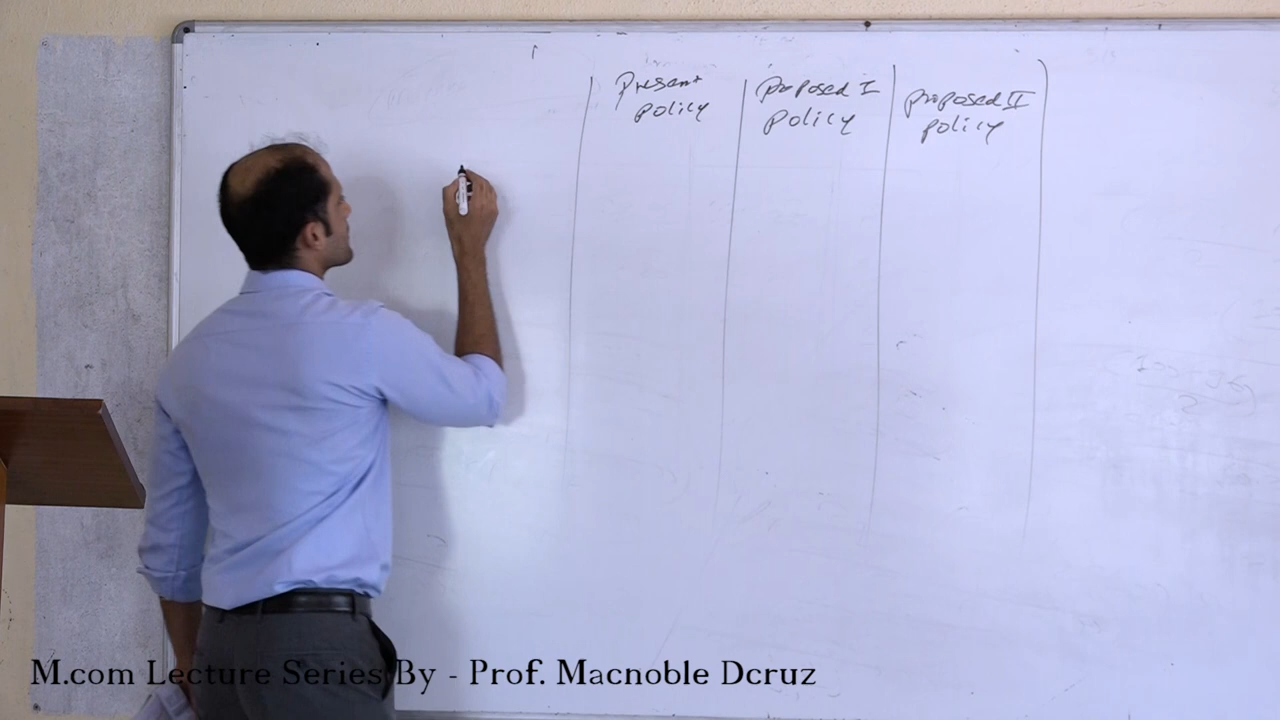 Present
policy
proposed I
policy
proposed II
policy
M.com Lecture Series By - Prof. Macnoble Dcruz